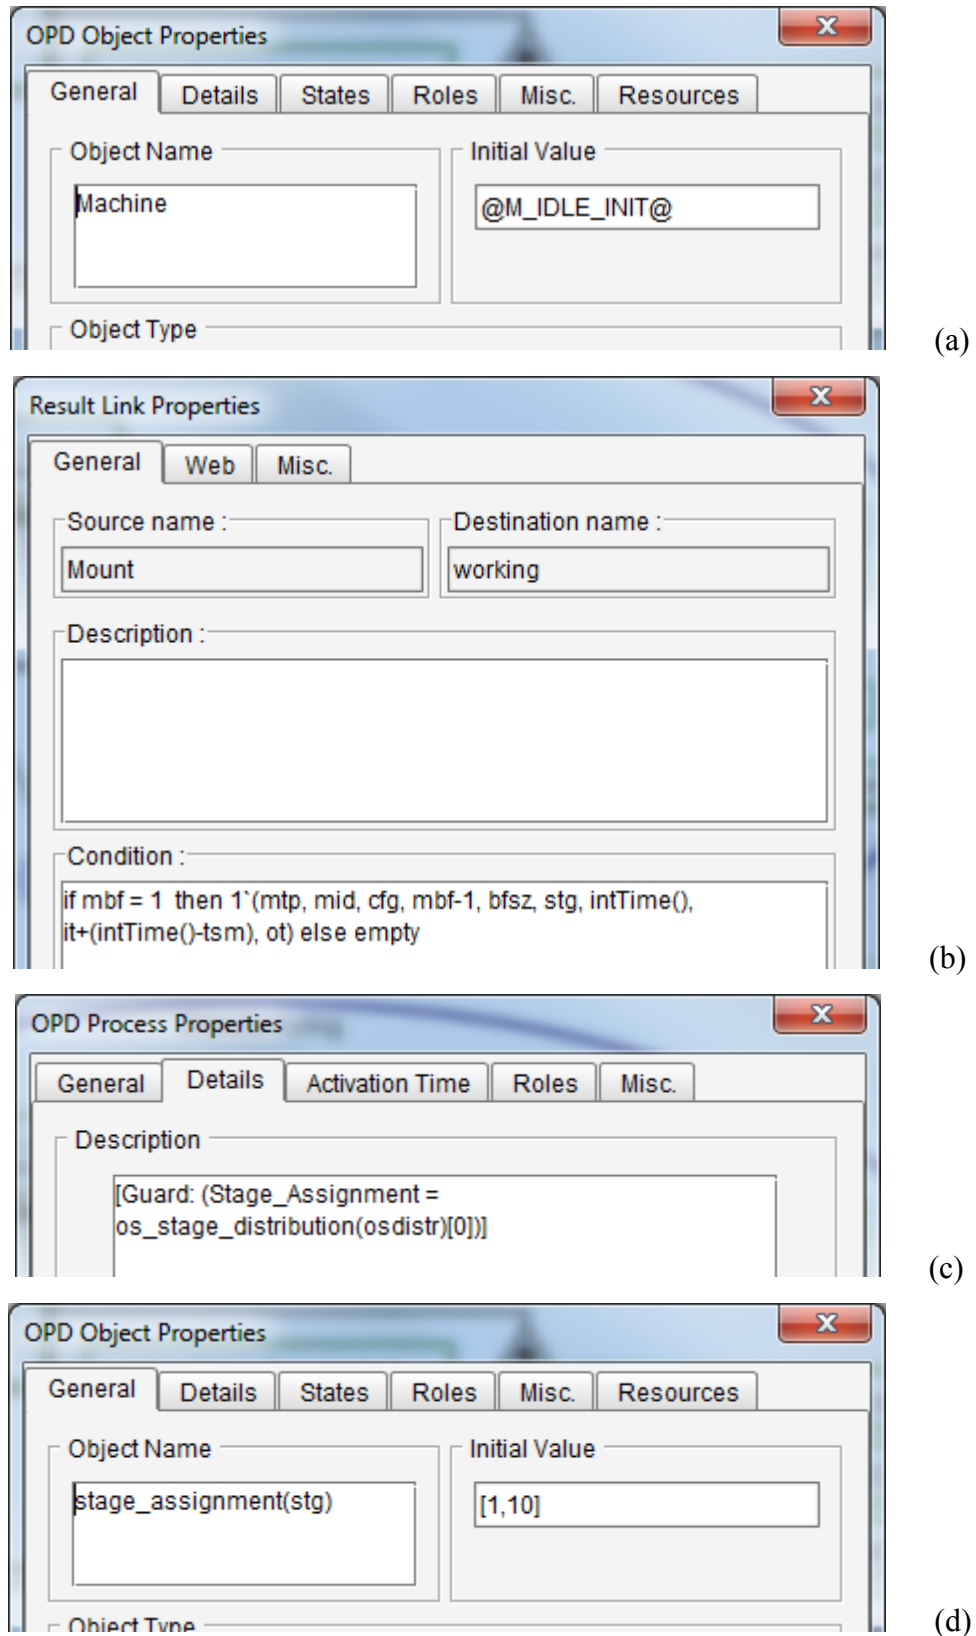 OPD Object Properties
General Details States Roles Misc. Resources
Object Name Initial Value
Machine @M_IDLE_INIT@
Object Type
(a)
Result Link Properties
General Web Misc.
Source name : Destination name :
Mount working
Description :
Condition :
if mbf = 1 then 1`(mtp, mid, cfg, mbf-1, bfsz, stg, intTime(),
it+(intTime()-tsm), ot) else empty
(b)
OPD Process Properties
General Details Activation Time Roles Misc.
Description
[Guard: (Stage_Assignment =
os_stage_distribution(osdistr)[0])]
(c)
OPD Object Properties
General Details States Roles Misc. Resources
Object Name Initial Value
stage_assignment(stg) [1,10]
Object Type
(d)